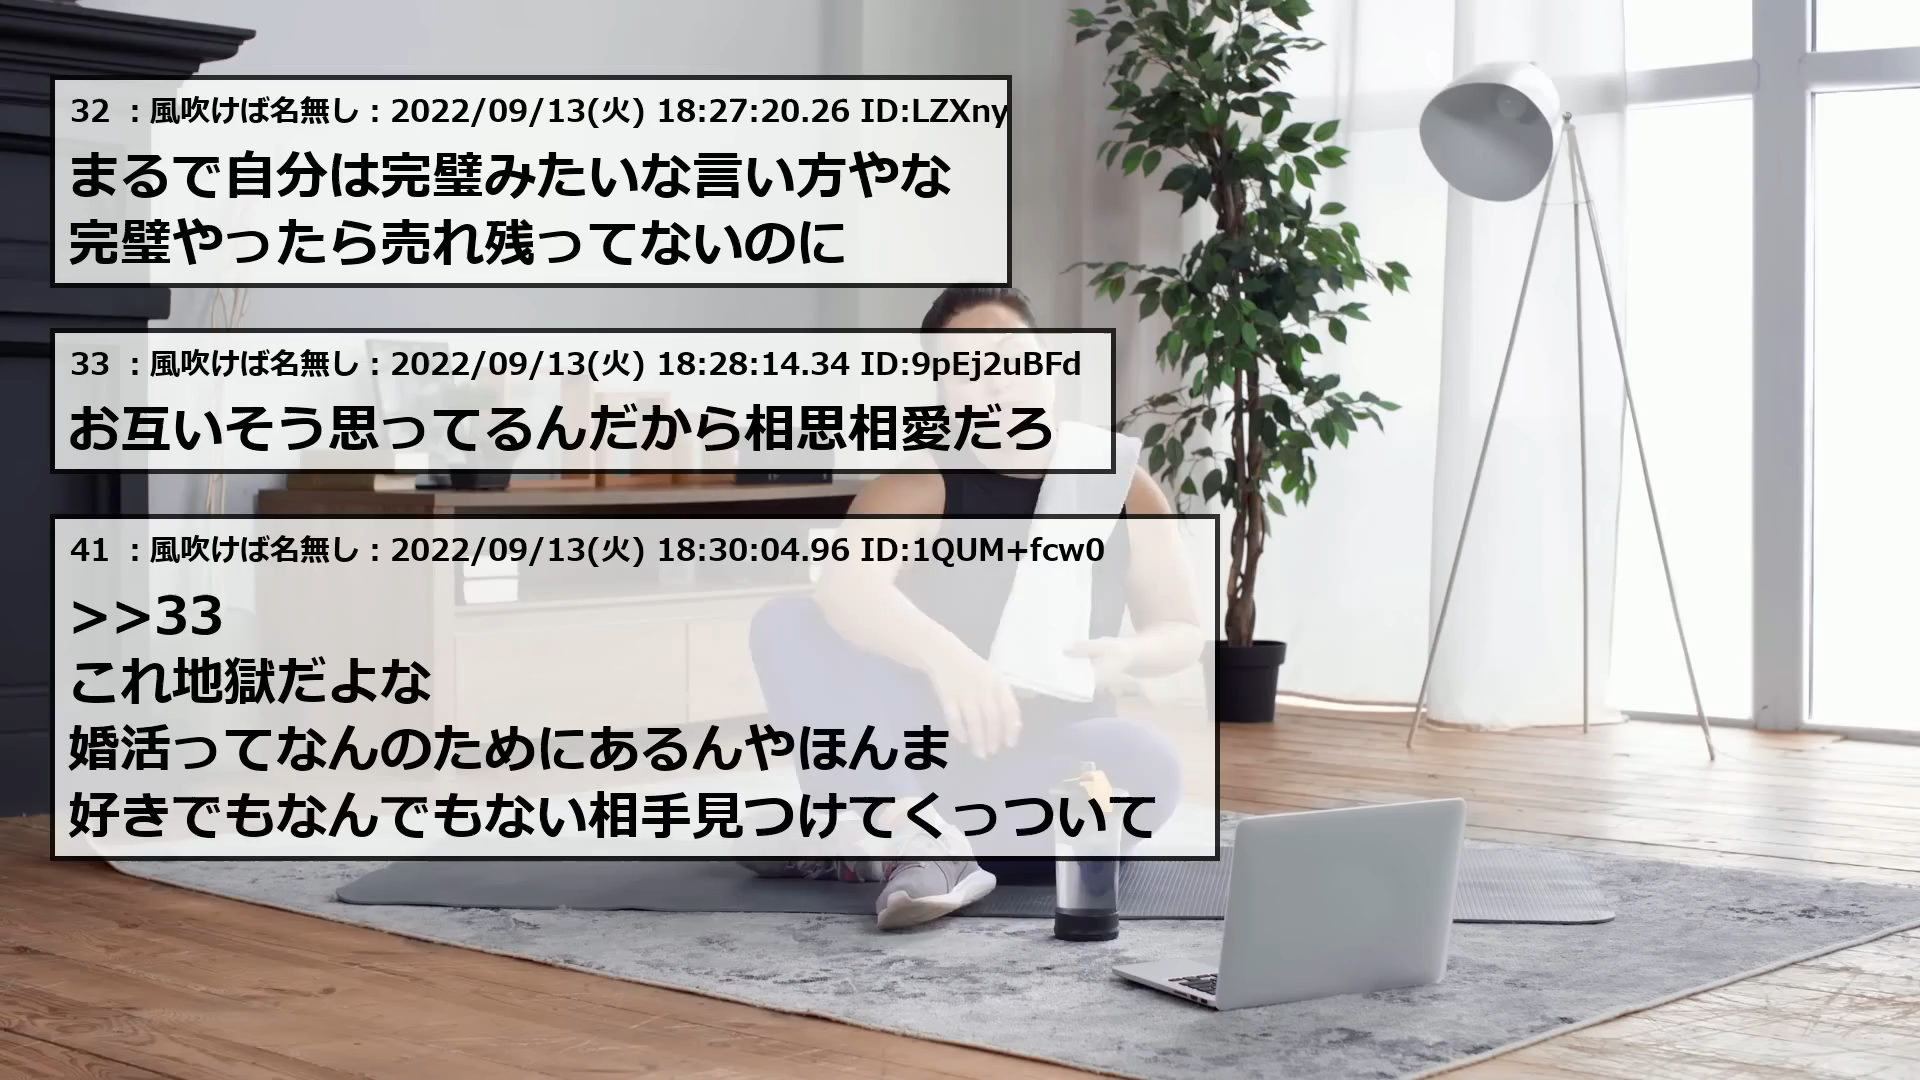 32 ：風吹けば名無し：2022/09/13(火) 18:27:20.26 ID:LZXny
まるで自分は完璧みたいな言い方やな
完璧やったら売れ残ってないのに
33 ：風吹けば名無し：2022/09/13(火) 18:28:14.34 ID:9pEj2uBFd
お互いそう思ってるんだから相思相愛だろ
41 ：風吹けば名無し：2022/09/13(火) 18:30:04.96 ID:1QUM+fcw0
>>33
これ地獄だよな
婚活ってなんのためにあるんやほんま
好きでもなんでもない相手見つけてくっついて